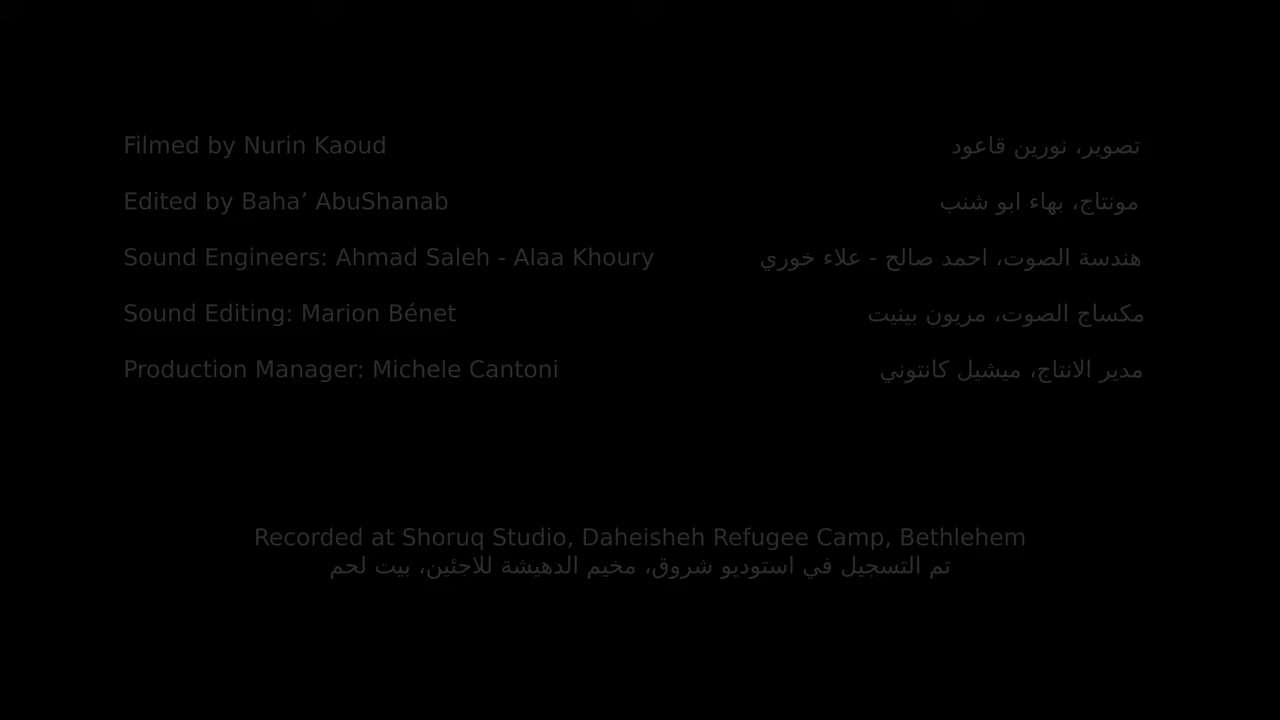 Filmed by Nurin Kaoud
تصوير، نورين قاعود
Edited by Baha’ AbuShanab
مونتاج، بهاء ابو شنب
Sound Engineers: Ahmad Saleh - Alaa Khoury
هندسة الصوت، احمد صالح - علاء خوري
Sound Editing: Marion Bénet
مكساج الصوت، مريون بينيت
Production Manager: Michele Cantoni
مدير الانتاج، ميشيل كانتوني
Recorded at Shoruq Studio, Daheisheh Refugee Camp, Bethlehem
تم التسجيل في استوديو شروق، مخيم الدهيشة للاجئين، بيت لحم